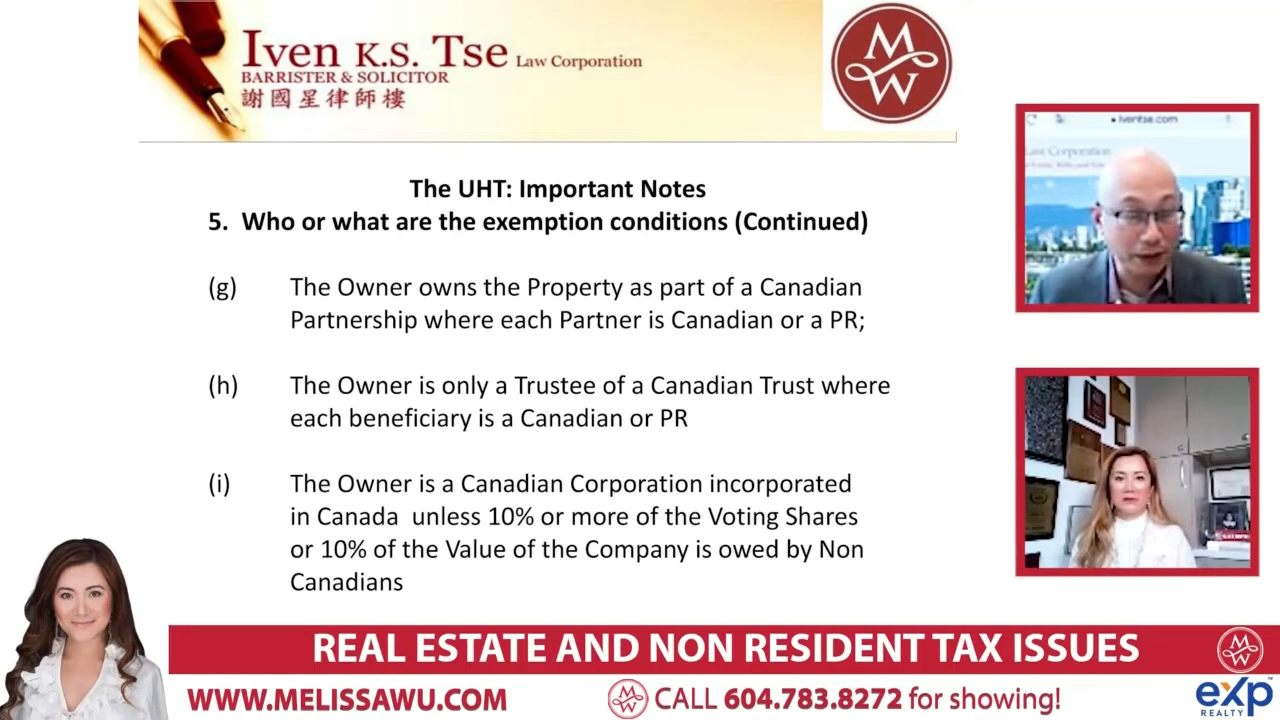 Iven K.S. Tse Law Corporation
BARRISTER & SOLICITOR
謝國星律師樓
M
W
The UHT: Important Notes
5. Who or what are the exemption conditions (Continued)
(g) The Owner owns the Property as part of a Canadian
Partnership where each Partner is Canadian or a PR;
(h) The Owner is only a Trustee of a Canadian Trust where
each beneficiary is a Canadian or PR
(i) The Owner is a Canadian Corporation incorporated
in Canada unless 10% or more of the Voting Shares
or 10% of the Value of the Company is owed by Non
Canadians
iventse.com
Law Corporation
REAL ESTATE AND NON RESIDENT TAX ISSUES
M
W
WWW.MELISSAWU.COM
M
W
CALL 604.783.8272 for showing!
eXp
REALTY